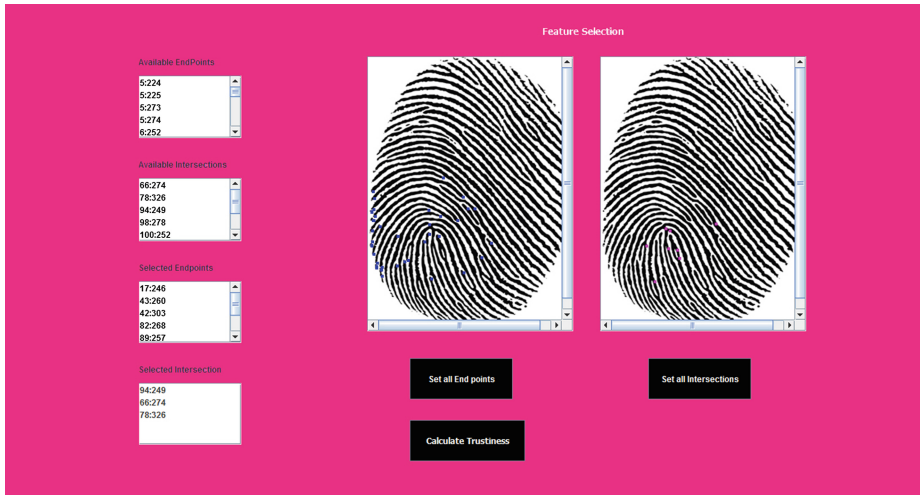 Feature Selection
Available EndPoints
5:224
5:225
5:273
5:274
6:252
Available Intersections
66:274
78:326
94:249
98:278
100:252
Selected Endpoints
17:246
43:260
42:303
82:268
89:257
Selected Intersection
94:249
66:274
78:326
Set all End points
Set all Intersections
Calculate Trustiness